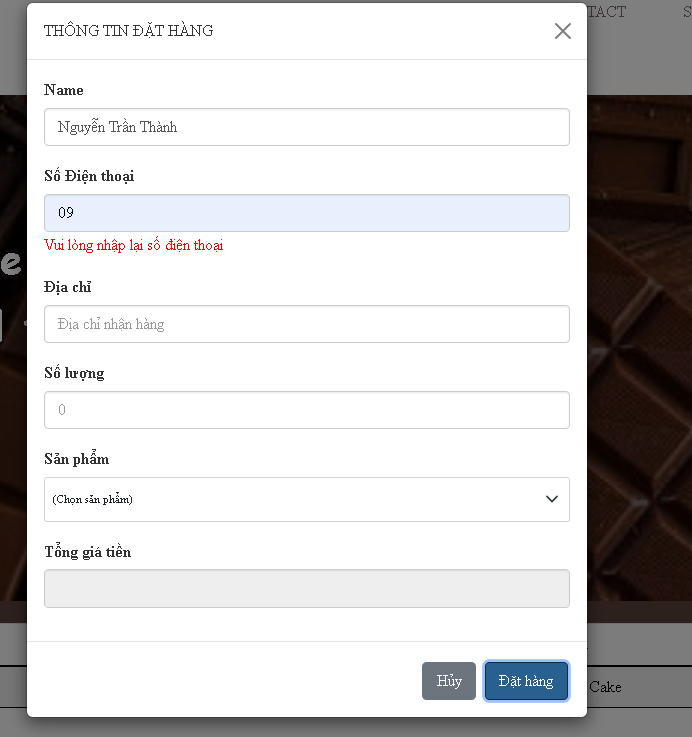 TACT
S
THÔNG TIN ĐẶT HÀNG
Name
Nguyễn Trần Thành
Số Điện thoại
09
Vui lòng nhập lại số điện thoại
e
Địa chỉ
Địa chỉ nhận hàng
Số lượng
0
Sản phẩm
(Chọn sản phẩm)
Tổng giá tiền
Hủy
Đặt hàng
Cake